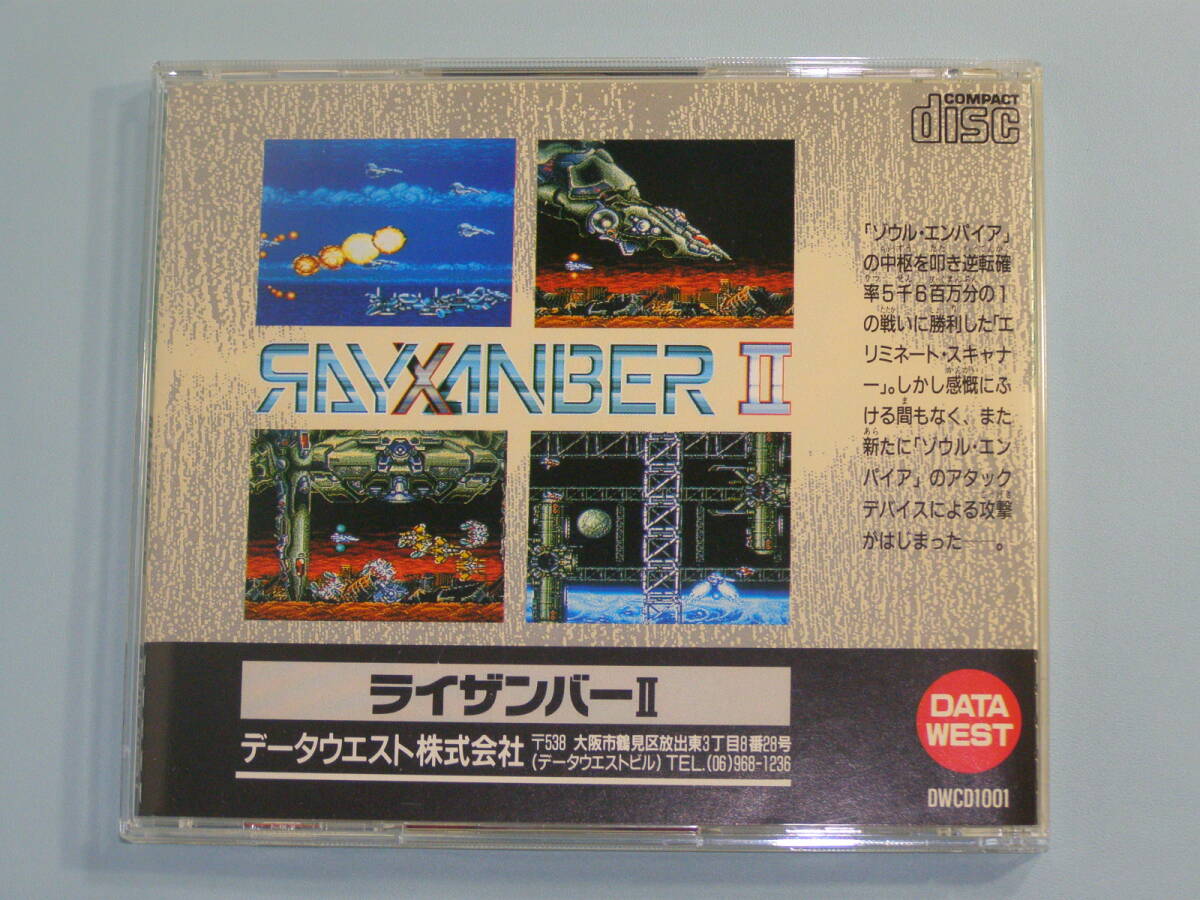 COMPACT
disc
「ゾウル・エンパイア」
の中枢を叩き逆転確
率5千6百万分の1
の戦いに勝利した「エ
リミネート・スキャナ
ー」。しかし感慨にふ
ける間もなく、また
新たに「ゾウル・エン
パイア」のアタック
デバイスによる攻撃
がはじまった──。
RAYXANBER II
ライザンバーII
データウエスト株式会社
〒538 大阪市鶴見区放出東3丁目8番28号
(データウエストビル) TEL.(06)968-1236
DATA
WEST
DWCD1001